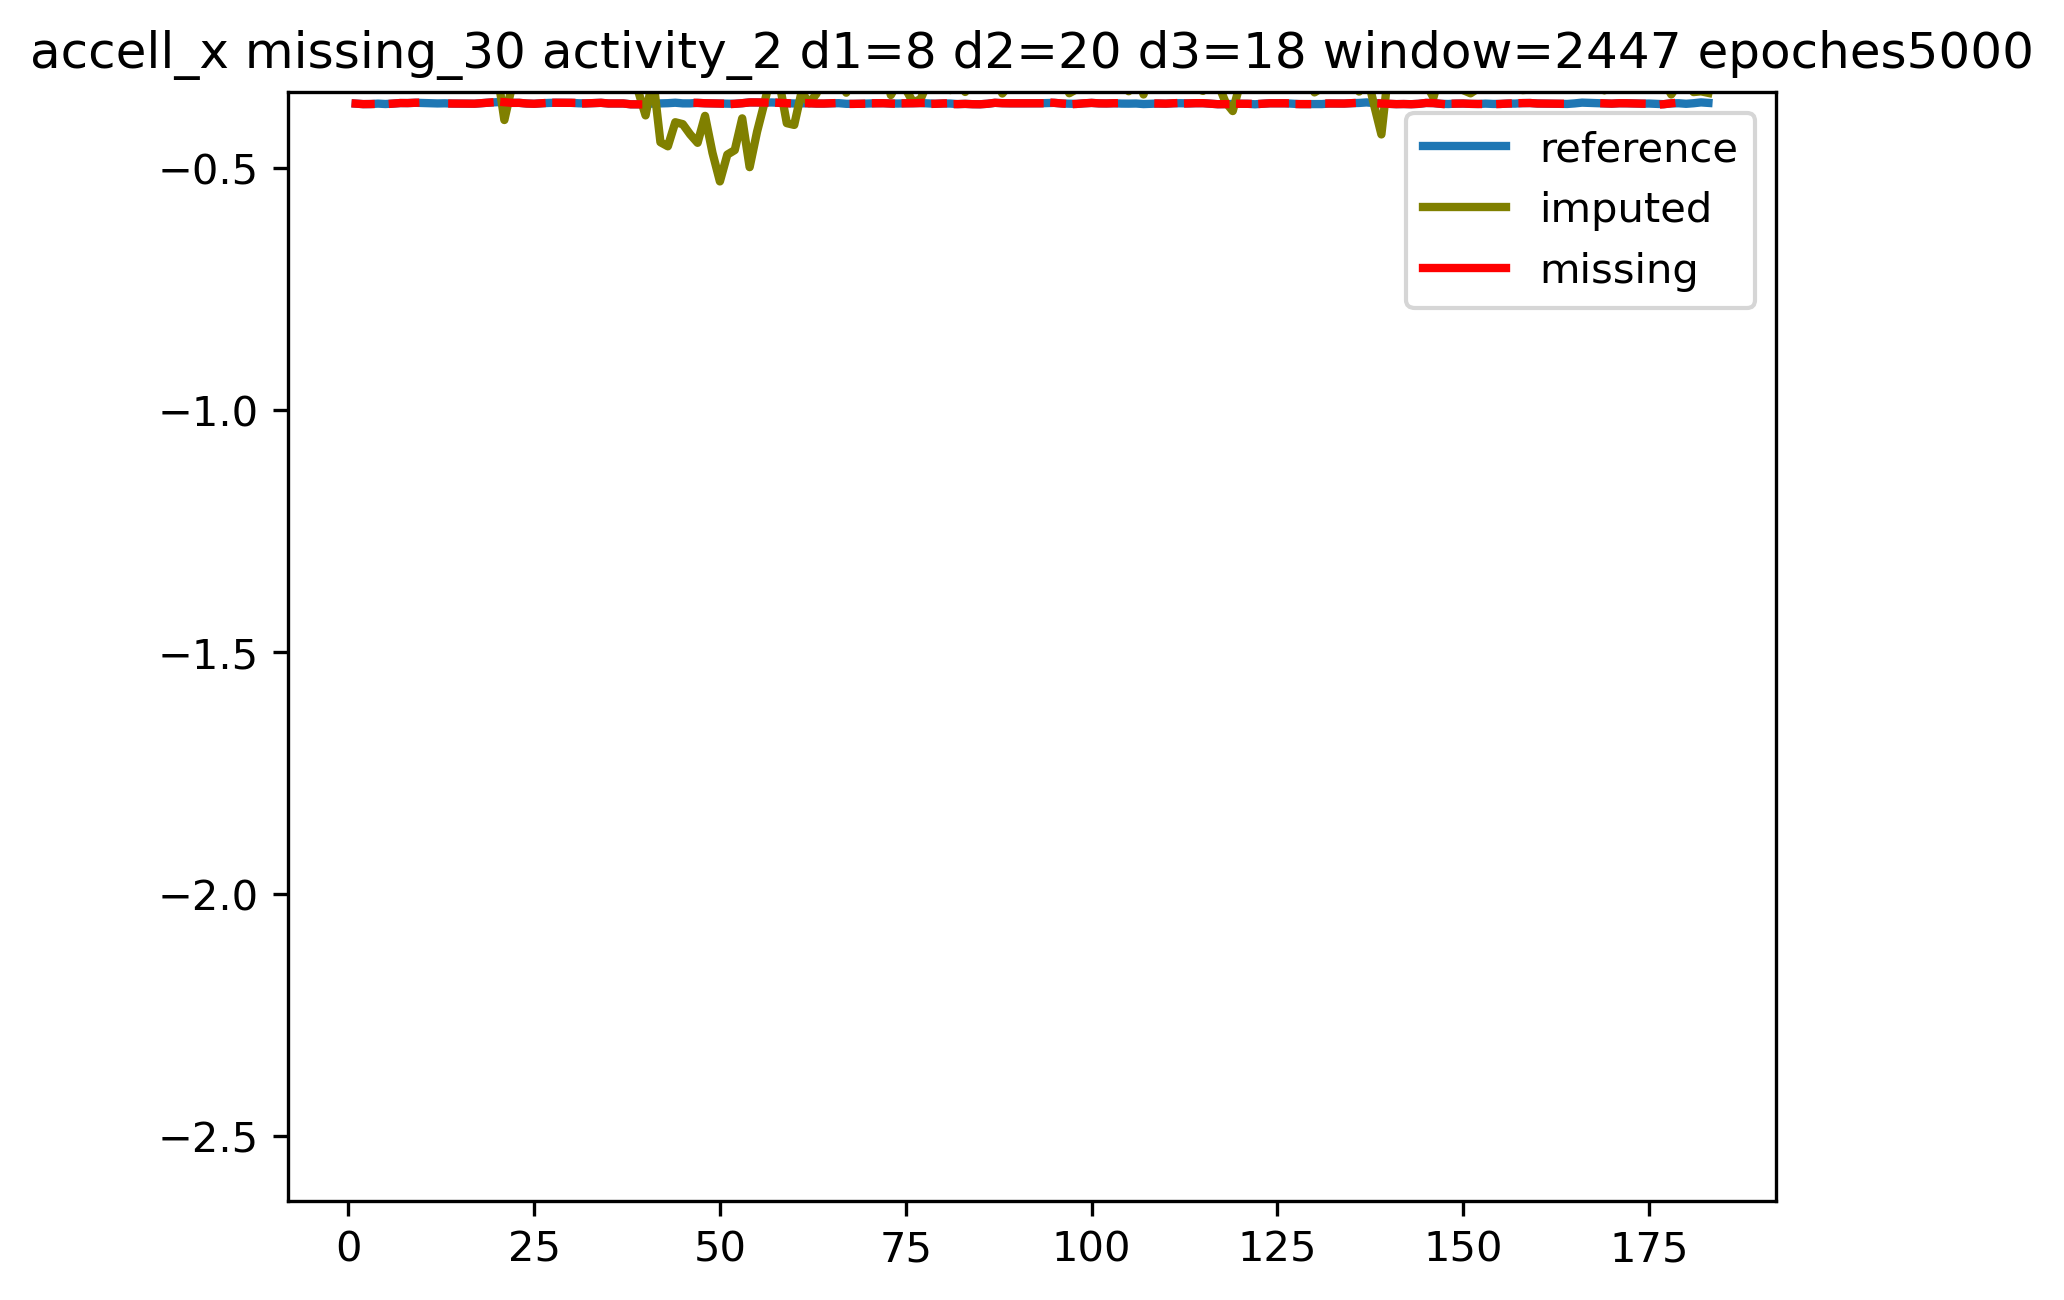 accell_x missing_30 activity_2 d1=8 d2=20 d3=18 window=2447 epoches5000
−0.5
−1.0
−1.5
−2.0
−2.5
reference
imputed
missing
0 25 50 75 100 125 150 175